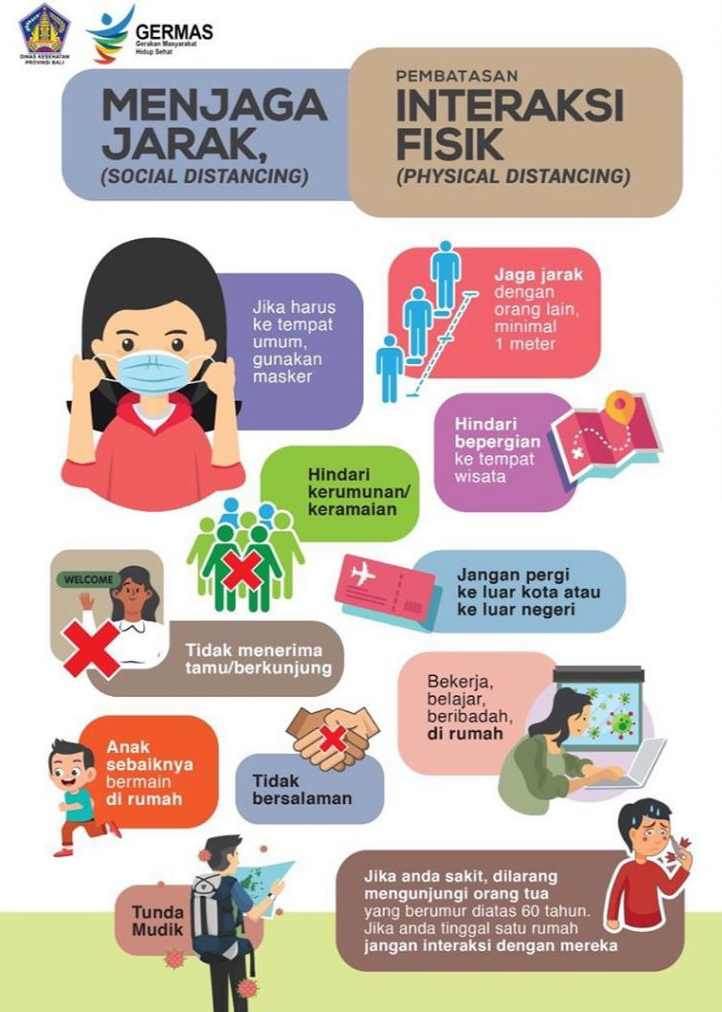 DINAS KESEHATAN
PROVINSI BALI
GERMAS
Gerakan Masyarakat
Hidup Sehat
MENJAGA
JARAK,
(SOCIAL DISTANCING)
PEMBATASAN
INTERAKSI
FISIK
(PHYSICAL DISTANCING)
Jika harus
ke tempat
umum,
gunakan
masker
Jaga jarak
dengan
orang lain,
minimal
1 meter
Hindari
bepergian
ke tempat
wisata
Hindari
kerumunan/
keramaian
Jangan pergi
ke luar kota atau
ke luar negeri
WELCOME
Tidak menerima
tamu/berkunjung
Bekerja,
belajar,
beribadah,
di rumah
Anak
sebaiknya
bermain
di rumah
Tidak
bersalaman
Tunda
Mudik
Jika anda sakit, dilarang
mengunjungi orang tua
yang berumur diatas 60 tahun.
Jika anda tinggal satu rumah
jangan interaksi dengan mereka